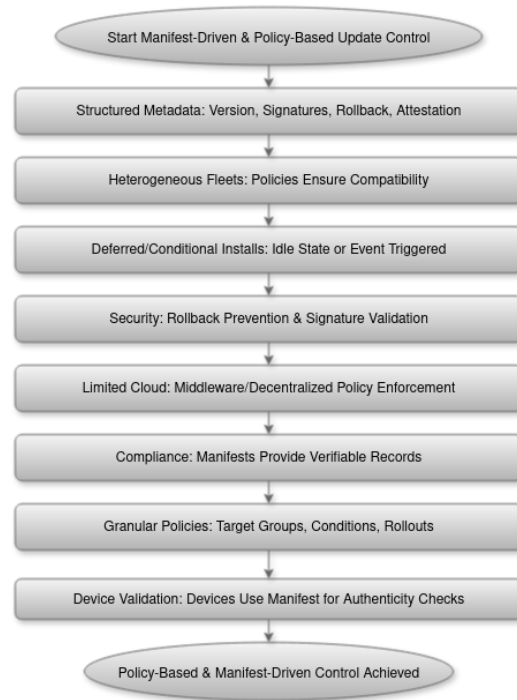 Start Manifest-Driven & Policy-Based Update Control
Structured Metadata: Version, Signatures, Rollback, Attestation
Heterogeneous Fleets: Policies Ensure Compatibility
Deferred/Conditional Installs: Idle State or Event Triggered
Security: Rollback Prevention & Signature Validation
Limited Cloud: Middleware/Decentralized Policy Enforcement
Compliance: Manifests Provide Verifiable Records
Granular Policies: Target Groups, Conditions, Rollouts
Device Validation: Devices Use Manifest for Authenticity Checks
Policy-Based & Manifest-Driven Control Achieved